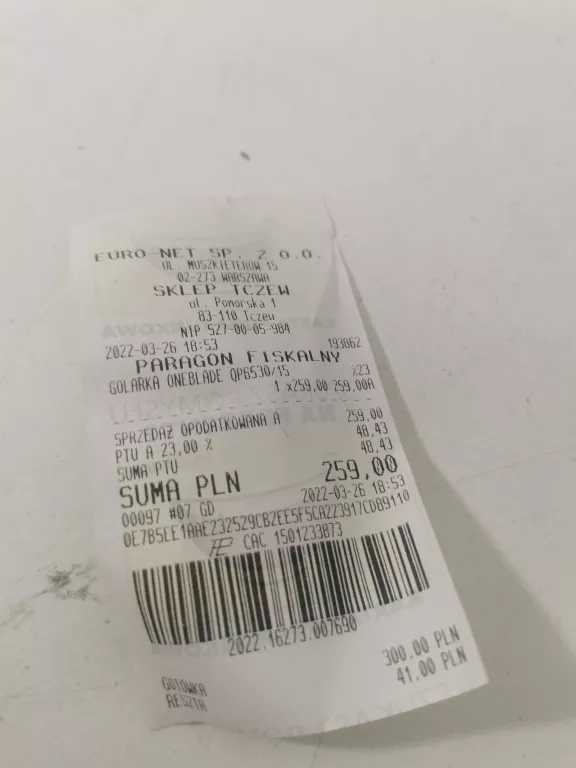 EURO-NET SP. Z O.O.
UL. MUSZKIETERÓW 15
02-273 WARSZAWA
SKLEP TCZEW
ul. Pomorska 1
83-110 Tczew
NIP 527-00-05-984
2022-03-26 18:53 193862
PARAGON FISKALNY
GOLARKA ONEBLADE QP6530/15 %23
1 x259,00 259,00A
SPRZEDAŻ OPODATKOWANA A 259,00
PTU A 23,00 % 48,43
SUMA PTU 48,43
SUMA PLN 259,00
00097 #07 GD 2022-03-26 18:53
0E7B5EE1AAE232529CB2EE5F5CA223917CD89110
CAC 1501233873
2022.16273.007690
GOTÓWKA 300.00 PLN
RESZTA 41.00 PLN